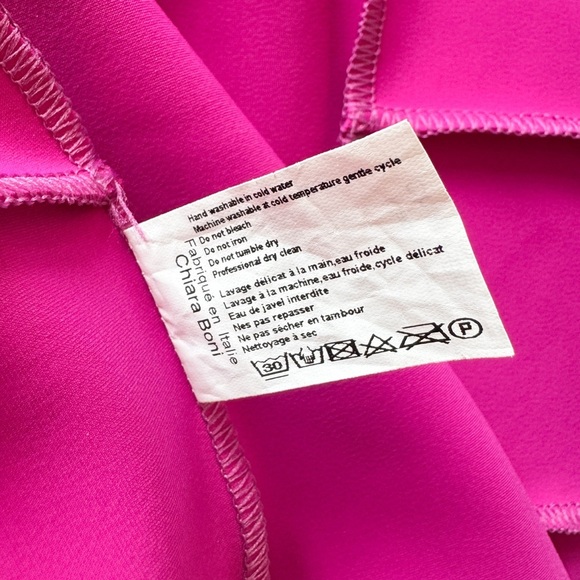 Hand washable in cold water
Machine washable at cold temperature gentle cycle
Do not bleach
Do not iron
Do not tumble dry
Professional dry clean
Lavage délicat à la main,eau froide
Lavage à la machine,eau froide,cycle délicat
Eau de javel interdite
Nes pas repasser
Ne pas sécher en tambour
Nettoyage à sec
Fabriqué en Italie
Chiara Boni
30
P